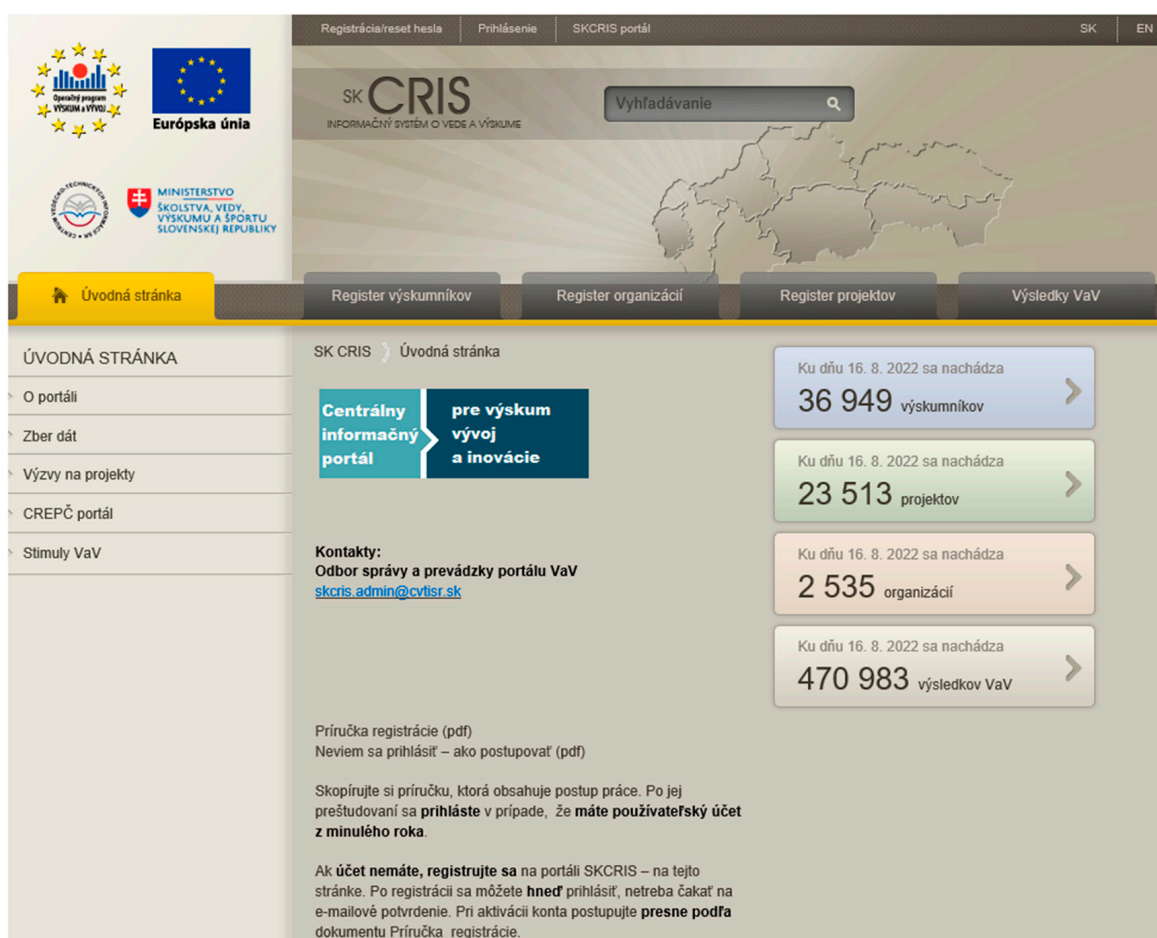 Registrácia/reset hesla
Prihlásenie
SKCRIS portál
SK
EN
Operačný program
VÝSKUM a VÝVOJ
Európska únia
CENTRUM VEDECKO-TECHNICKÝCH INFORMÁCIÍ SR
MINISTERSTVO
ŠKOLSTVA, VEDY,
VÝSKUMU A ŠPORTU
SLOVENSKEJ REPUBLIKY
SK CRIS
INFORMAČNÝ SYSTÉM O VEDE A VÝSKUME
Vyhľadávanie
Úvodná stránka
Register výskumníkov
Register organizácií
Register projektov
Výsledky VaV
ÚVODNÁ STRÁNKA
O portáli
Zber dát
Výzvy na projekty
CREPČ portál
Stimuly VaV
SK CRIS
Úvodná stránka
Centrálny
informačný
portál
pre výskum
vývoj
a inovácie
Kontakty:
Odbor správy a prevádzky portálu VaV
skcris.admin@cvtisr.sk
Príručka registrácie (pdf)
Neviem sa prihlásiť – ako postupovať (pdf)
Skopírujte si príručku, ktorá obsahuje postup práce. Po jej
preštudovaní sa prihláste v prípade, že máte používateľský účet
z minulého roka.
Ak účet nemáte, registrujte sa na portáli SKCRIS – na tejto
stránke. Po registrácii sa môžete hneď prihlásiť, netreba čakať na
e-mailové potvrdenie. Pri aktivácii konta postupujte presne podľa
dokumentu Príručka registrácie.
Ku dňu 16. 8. 2022 sa nachádza
36 949 výskumníkov
Ku dňu 16. 8. 2022 sa nachádza
23 513 projektov
Ku dňu 16. 8. 2022 sa nachádza
2 535 organizácií
Ku dňu 16. 8. 2022 sa nachádza
470 983 výsledkov VaV